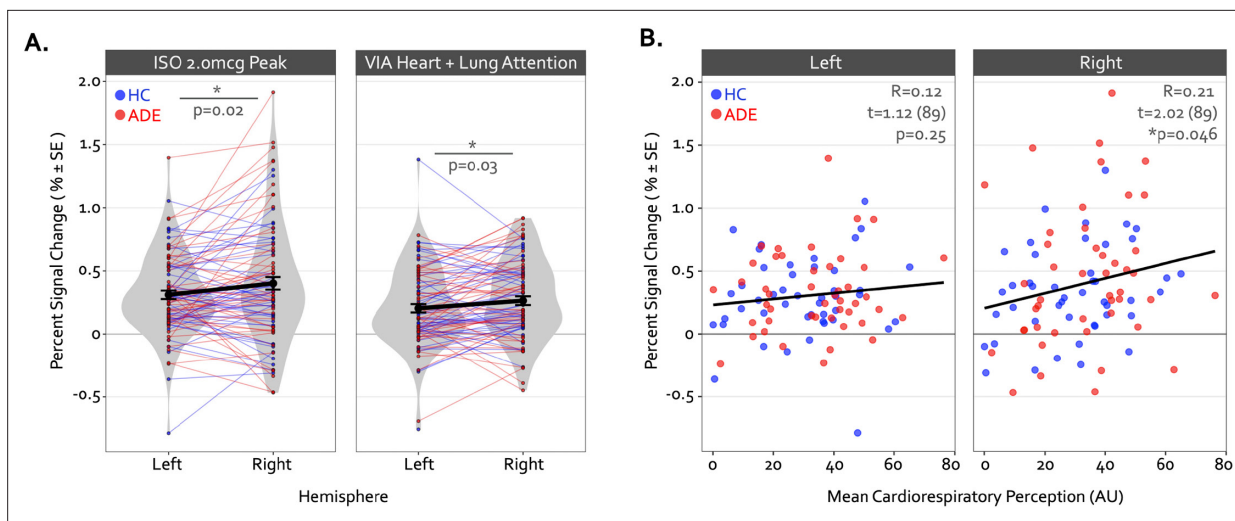 A.
ISO 2.0mcg Peak
VIA Heart + Lung Attention
Percent Signal Change ( % ± SE )
2.0
1.5
1.0
0.5
0
-0.5
HC
ADE
*
p=0.02
*
p=0.03
Left
Right
Left
Right
Hemisphere
B.
Left
Right
Percent Signal Change ( % ± SE )
2.0
1.5
1.0
0.5
0
-0.5
HC
ADE
R=0.12
t=1.12 (89)
p=0.25
HC
ADE
R=0.21
t=2.02 (89)
*p=0.046
0
20
40
60
80
0
20
40
60
80
Mean Cardiorespiratory Perception (AU)